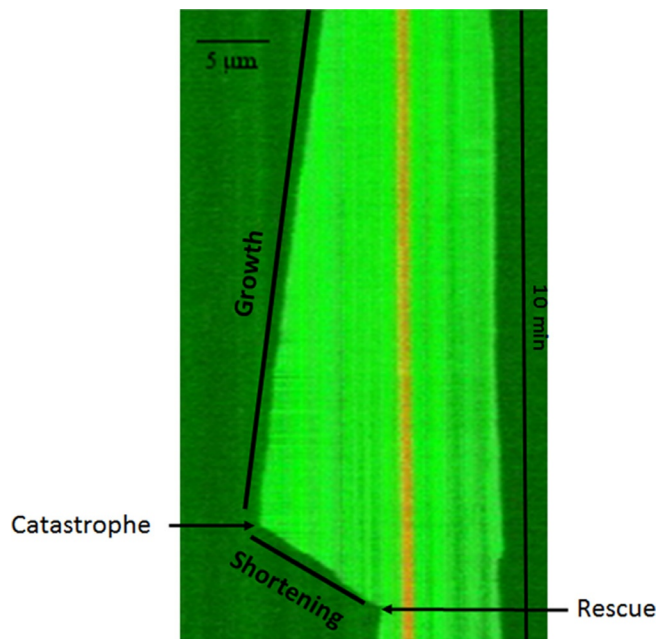 5 μm
Growth
10 min
Catastrophe
Shortening
Rescue